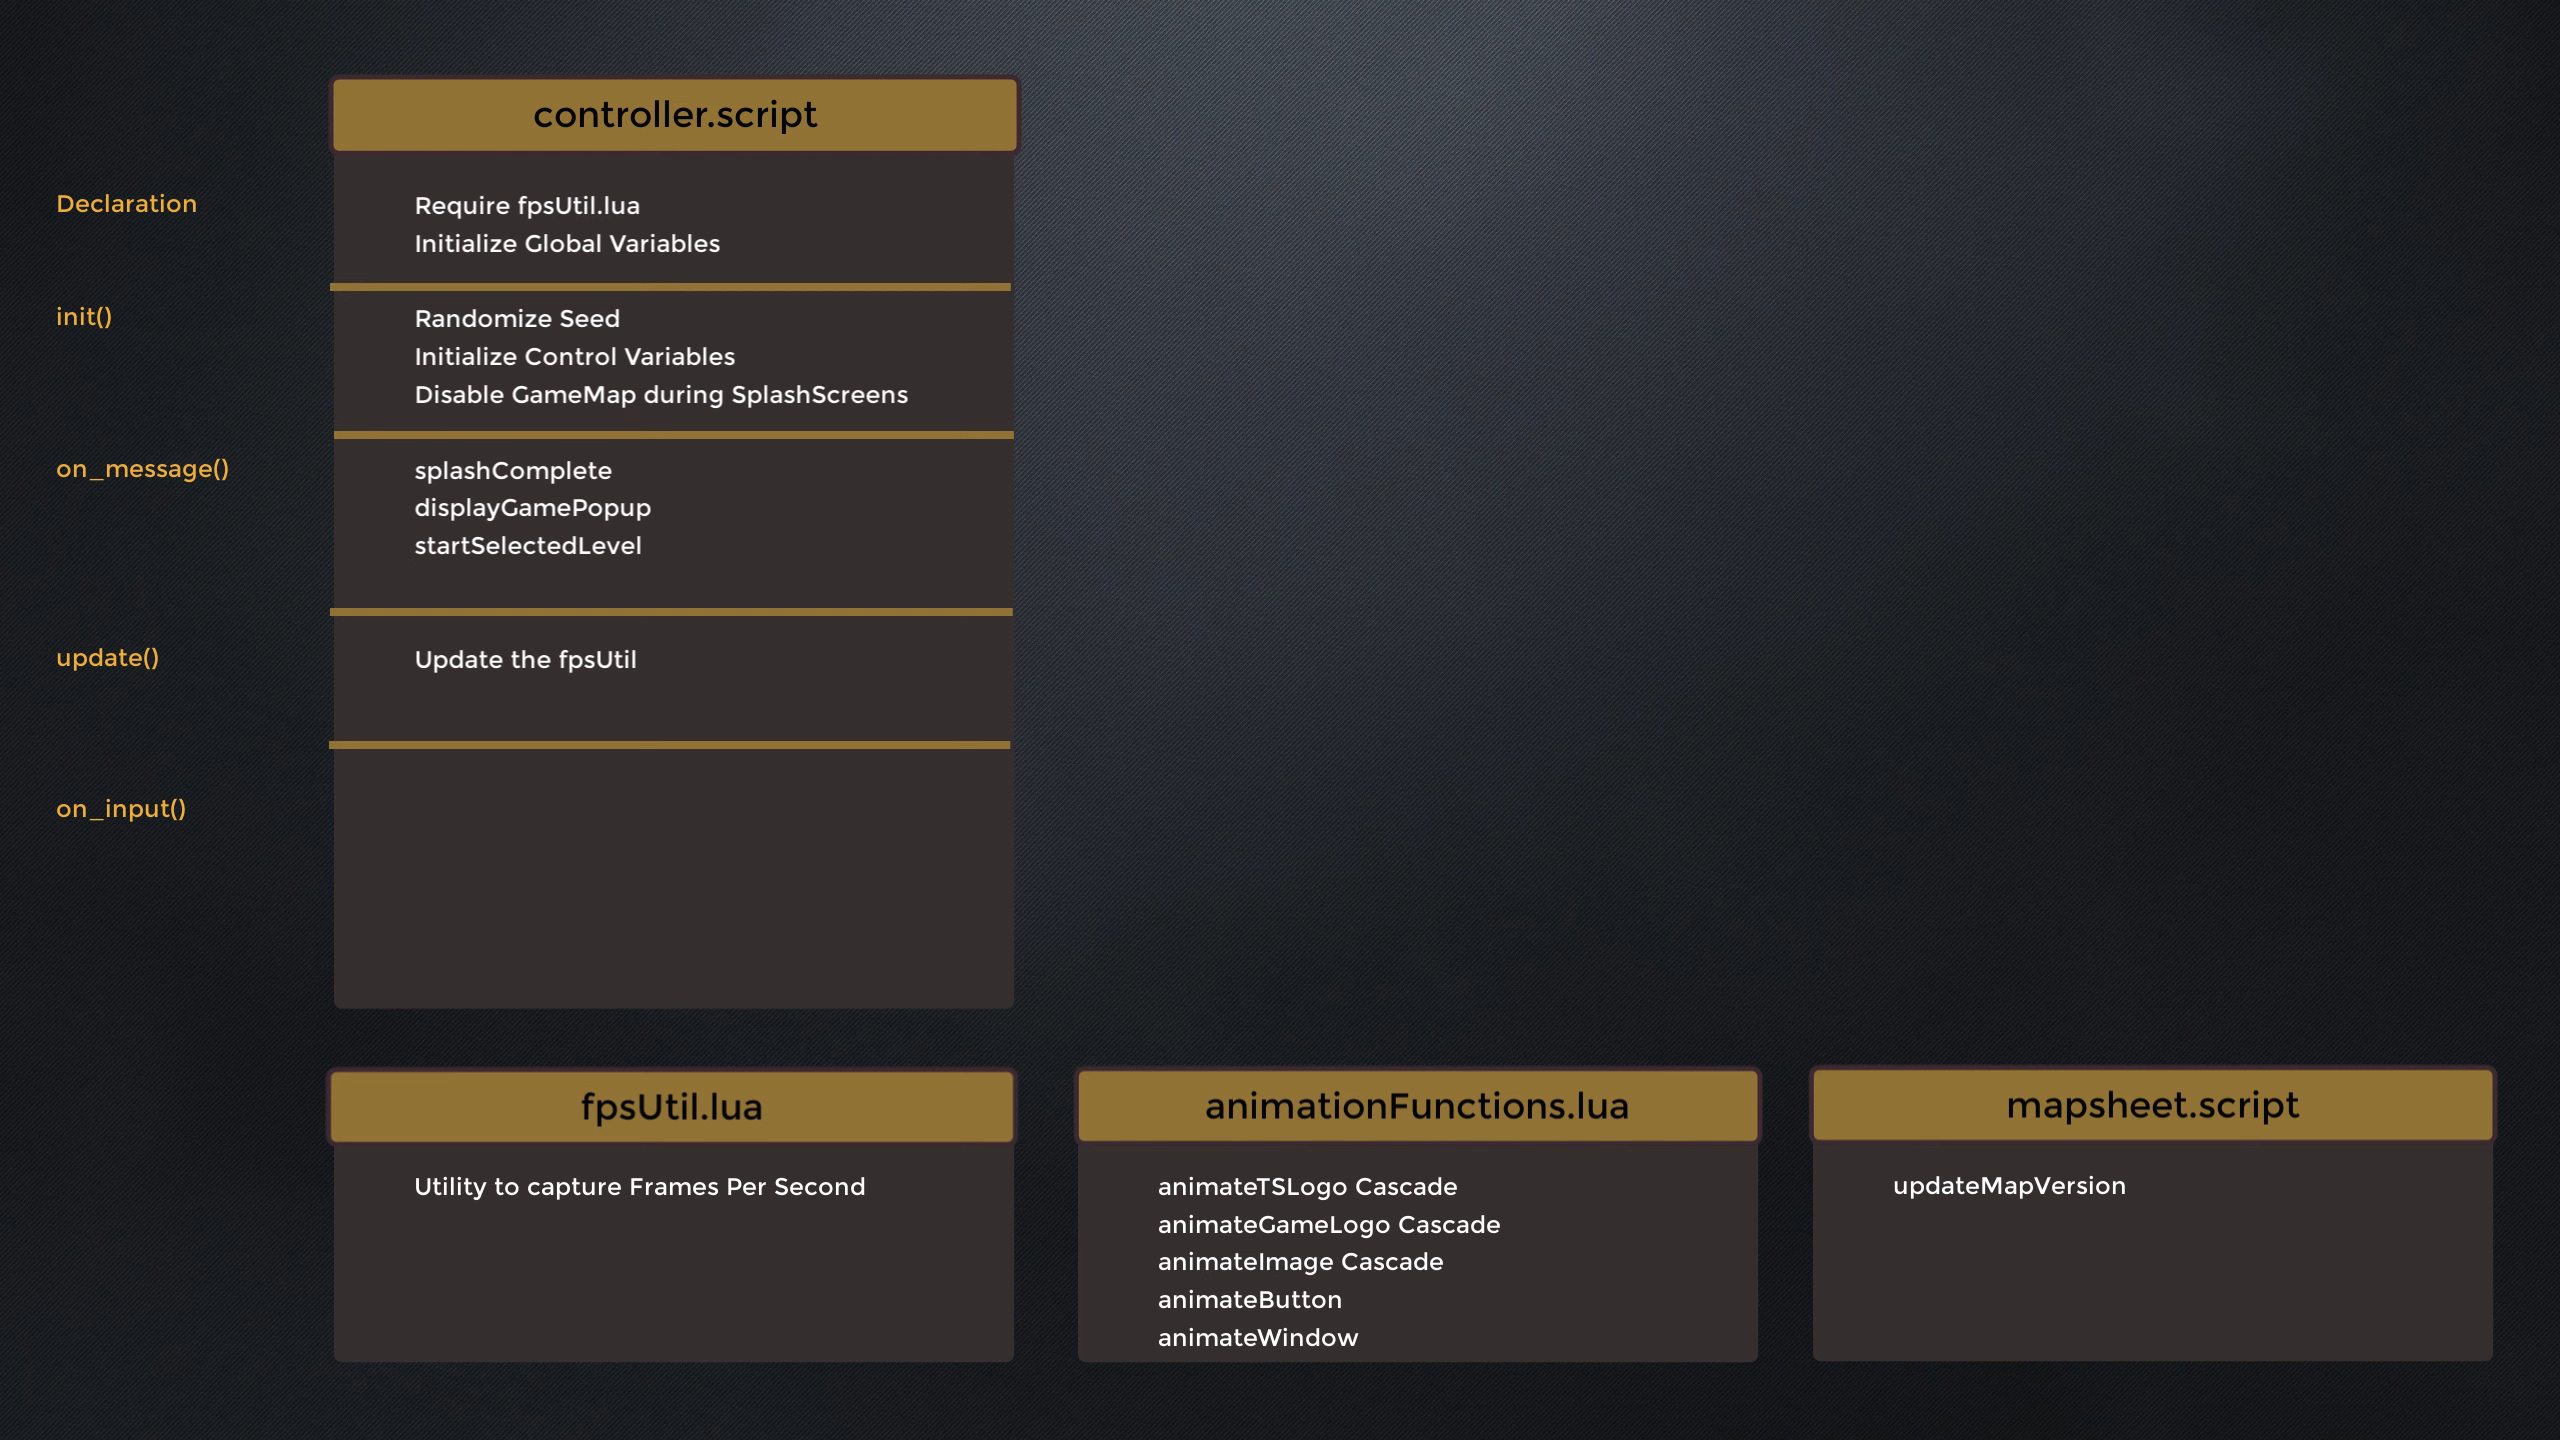 controller.script
Declaration
Require fpsUtil.lua
Initialize Global Variables
init()
Randomize Seed
Initialize Control Variables
Disable GameMap during SplashScreens
on_message()
splashComplete
displayGamePopup
startSelectedLevel
update()
Update the fpsUtil
on_input()
fpsUtil.lua
Utility to capture Frames Per Second
animationFunctions.lua
animateTSLogo Cascade
animateGameLogo Cascade
animateImage Cascade
animateButton
animateWindow
mapsheet.script
updateMapVersion